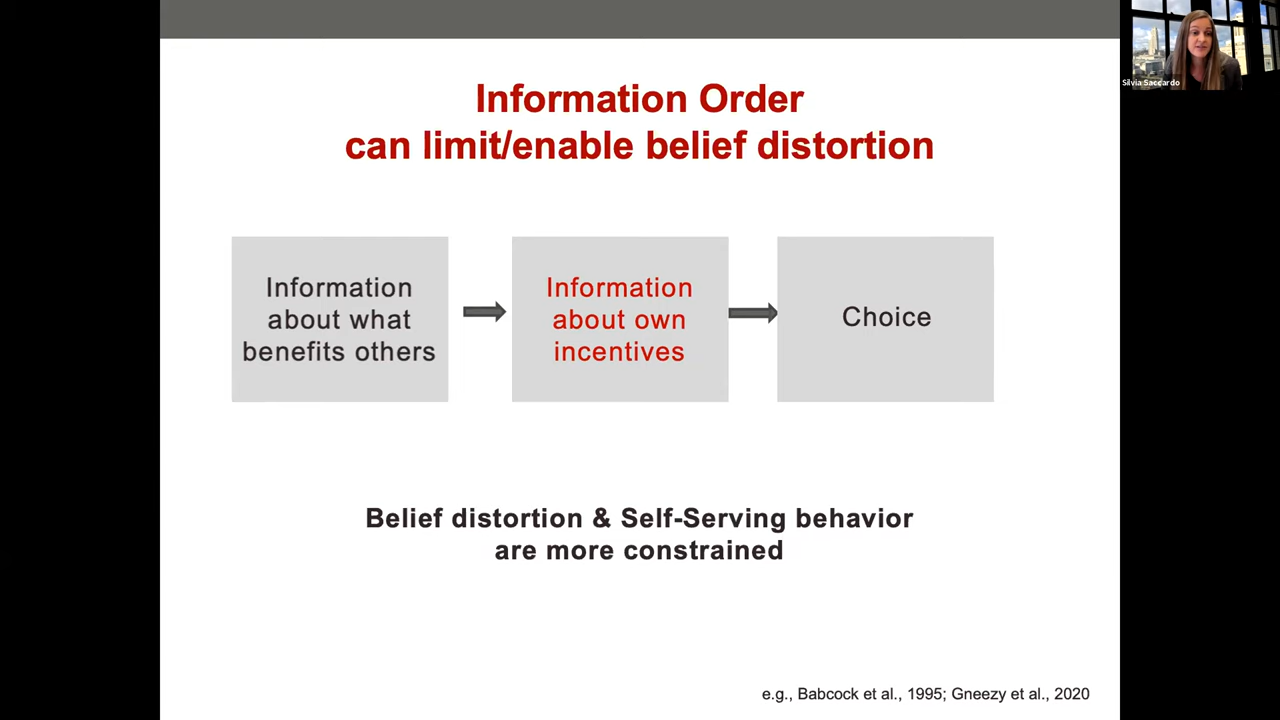 Information Order
can limit/enable belief distortion
Information
about what
benefits others
Information
about own
incentives
Choice
Belief distortion & Self-Serving behavior
are more constrained
e.g., Babcock et al., 1995; Gneezy et al., 2020
Silvia Saccardo